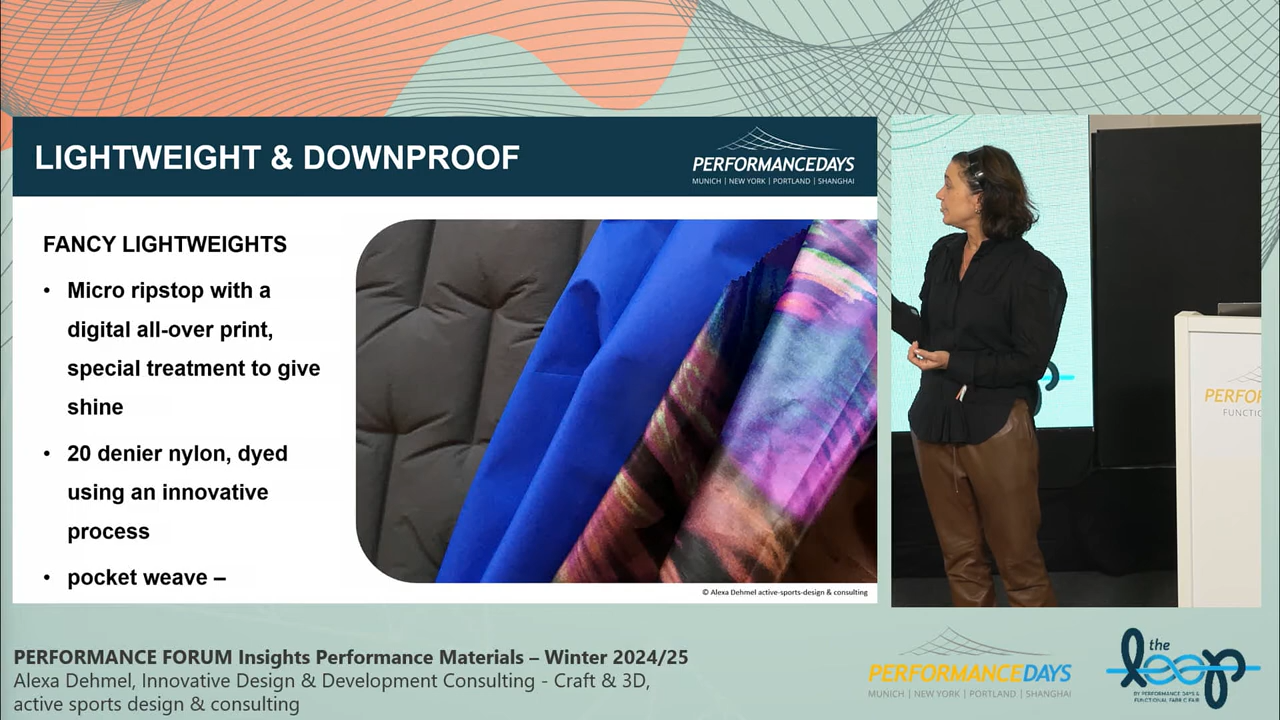 LIGHTWEIGHT & DOWNPROOF
PERFORMANCEDAYS
MUNICH | NEW YORK | PORTLAND | SHANGHAI
FANCY LIGHTWEIGHTS
• Micro ripstop with a
digital all-over print,
special treatment to give
shine
• 20 denier nylon, dyed
using an innovative
process
• pocket weave –
© Alexa Dehmel active-sports-design & consulting
PERFO
FUNCTIO
PERFORMANCE FORUM Insights Performance Materials – Winter 2024/25
Alexa Dehmel, Innovative Design & Development Consulting - Craft & 3D,
active sports design & consulting
PERFORMANCEDAYS
MUNICH | NEW YORK | PORTLAND | SHANGHAI
the
loop
BY PERFORMANCE DAYS &
FUNCTIONAL FABRIC FAIR